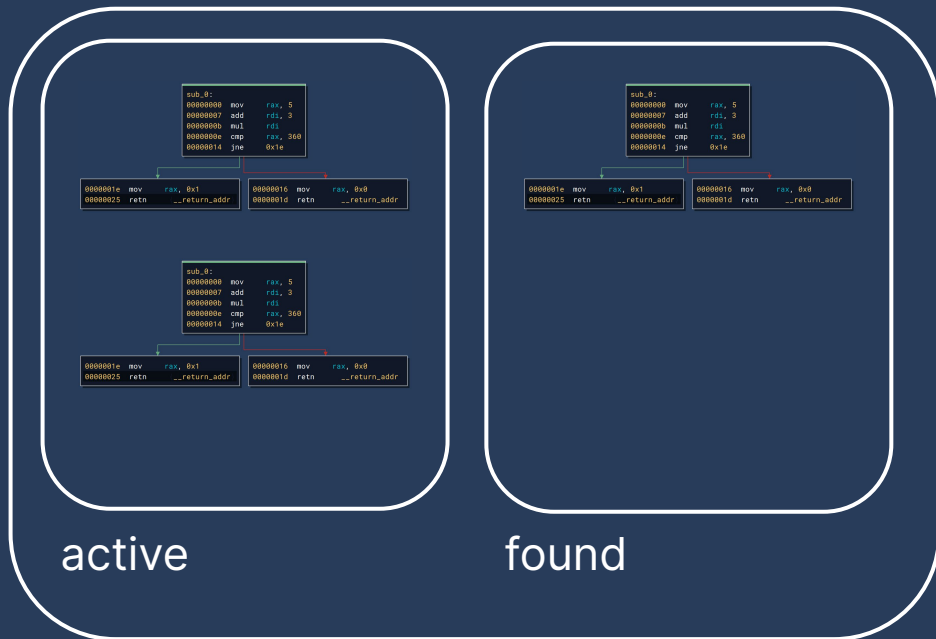 sub_0:
00000000 mov rax, 5
00000007 add rdi, 3
0000000b mul rdi
0000000e cmp rax, 360
00000014 jne 0x1e
0000001e mov rax, 0x1
00000025 retn __return_addr
00000016 mov rax, 0x0
0000001d retn __return_addr
sub_0:
00000000 mov rax, 5
00000007 add rdi, 3
0000000b mul rdi
0000000e cmp rax, 360
00000014 jne 0x1e
0000001e mov rax, 0x1
00000025 retn __return_addr
00000016 mov rax, 0x0
0000001d retn __return_addr
active
sub_0:
00000000 mov rax, 5
00000007 add rdi, 3
0000000b mul rdi
0000000e cmp rax, 360
00000014 jne 0x1e
0000001e mov rax, 0x1
00000025 retn __return_addr
00000016 mov rax, 0x0
0000001d retn __return_addr
found